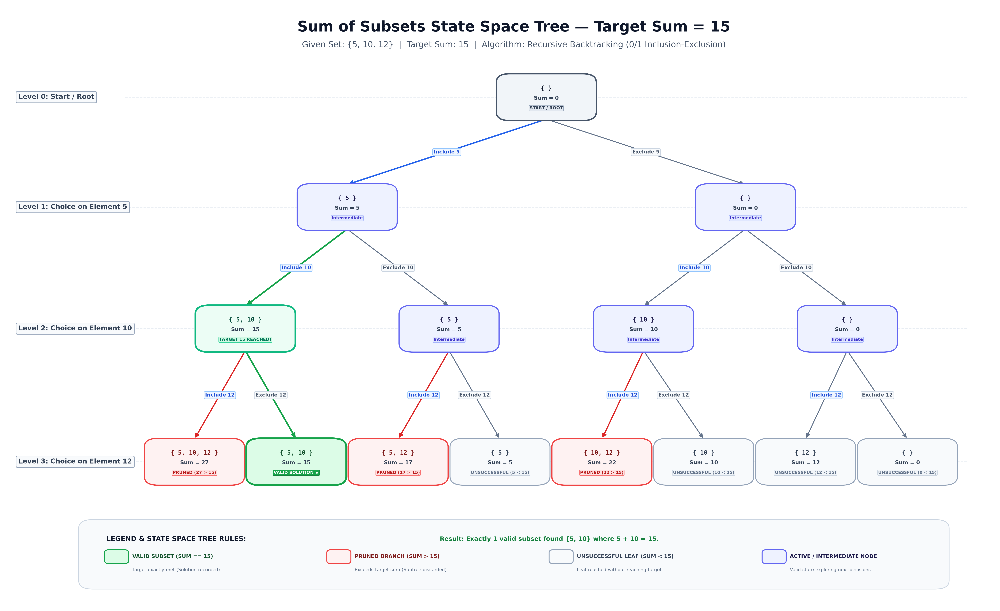 Sum of Subsets State Space Tree — Target Sum = 15
Given Set: {5, 10, 12} | Target Sum: 15 | Algorithm: Recursive Backtracking (0/1 Inclusion-Exclusion)
Level 0: Start / Root
{ }
Sum = 0
START / ROOT
Include 5
Exclude 5
Level 1: Choice on Element 5
{ 5 }
Sum = 5
Intermediate
{ }
Sum = 0
Intermediate
Include 10
Exclude 10
Include 10
Exclude 10
Level 2: Choice on Element 10
{ 5, 10 }
Sum = 15
TARGET 15 REACHED!
{ 5 }
Sum = 5
Intermediate
{ 10 }
Sum = 10
Intermediate
{ }
Sum = 0
Intermediate
Include 12
Exclude 12
Include 12
Exclude 12
Include 12
Exclude 12
Include 12
Exclude 12
Level 3: Choice on Element 12
{ 5, 10, 12 }
Sum = 27
PRUNED (27 > 15)
{ 5, 10 }
Sum = 15
VALID SOLUTION ★
{ 5, 12 }
Sum = 17
PRUNED (17 > 15)
{ 5 }
Sum = 5
UNSUCCESSFUL (5 < 15)
{ 10, 12 }
Sum = 22
PRUNED (22 > 15)
{ 10 }
Sum = 10
UNSUCCESSFUL (10 < 15)
{ 12 }
Sum = 12
UNSUCCESSFUL (12 < 15)
{ }
Sum = 0
UNSUCCESSFUL (0 < 15)
LEGEND & STATE SPACE TREE RULES:
Result: Exactly 1 valid subset found {5, 10} where 5 + 10 = 15.
VALID SUBSET (SUM == 15)
Target exactly met (Solution recorded)
PRUNED BRANCH (SUM > 15)
Exceeds target sum (Subtree discarded)
UNSUCCESSFUL LEAF (SUM < 15)
Leaf reached without reaching target
ACTIVE / INTERMEDIATE NODE
Valid state exploring next decisions